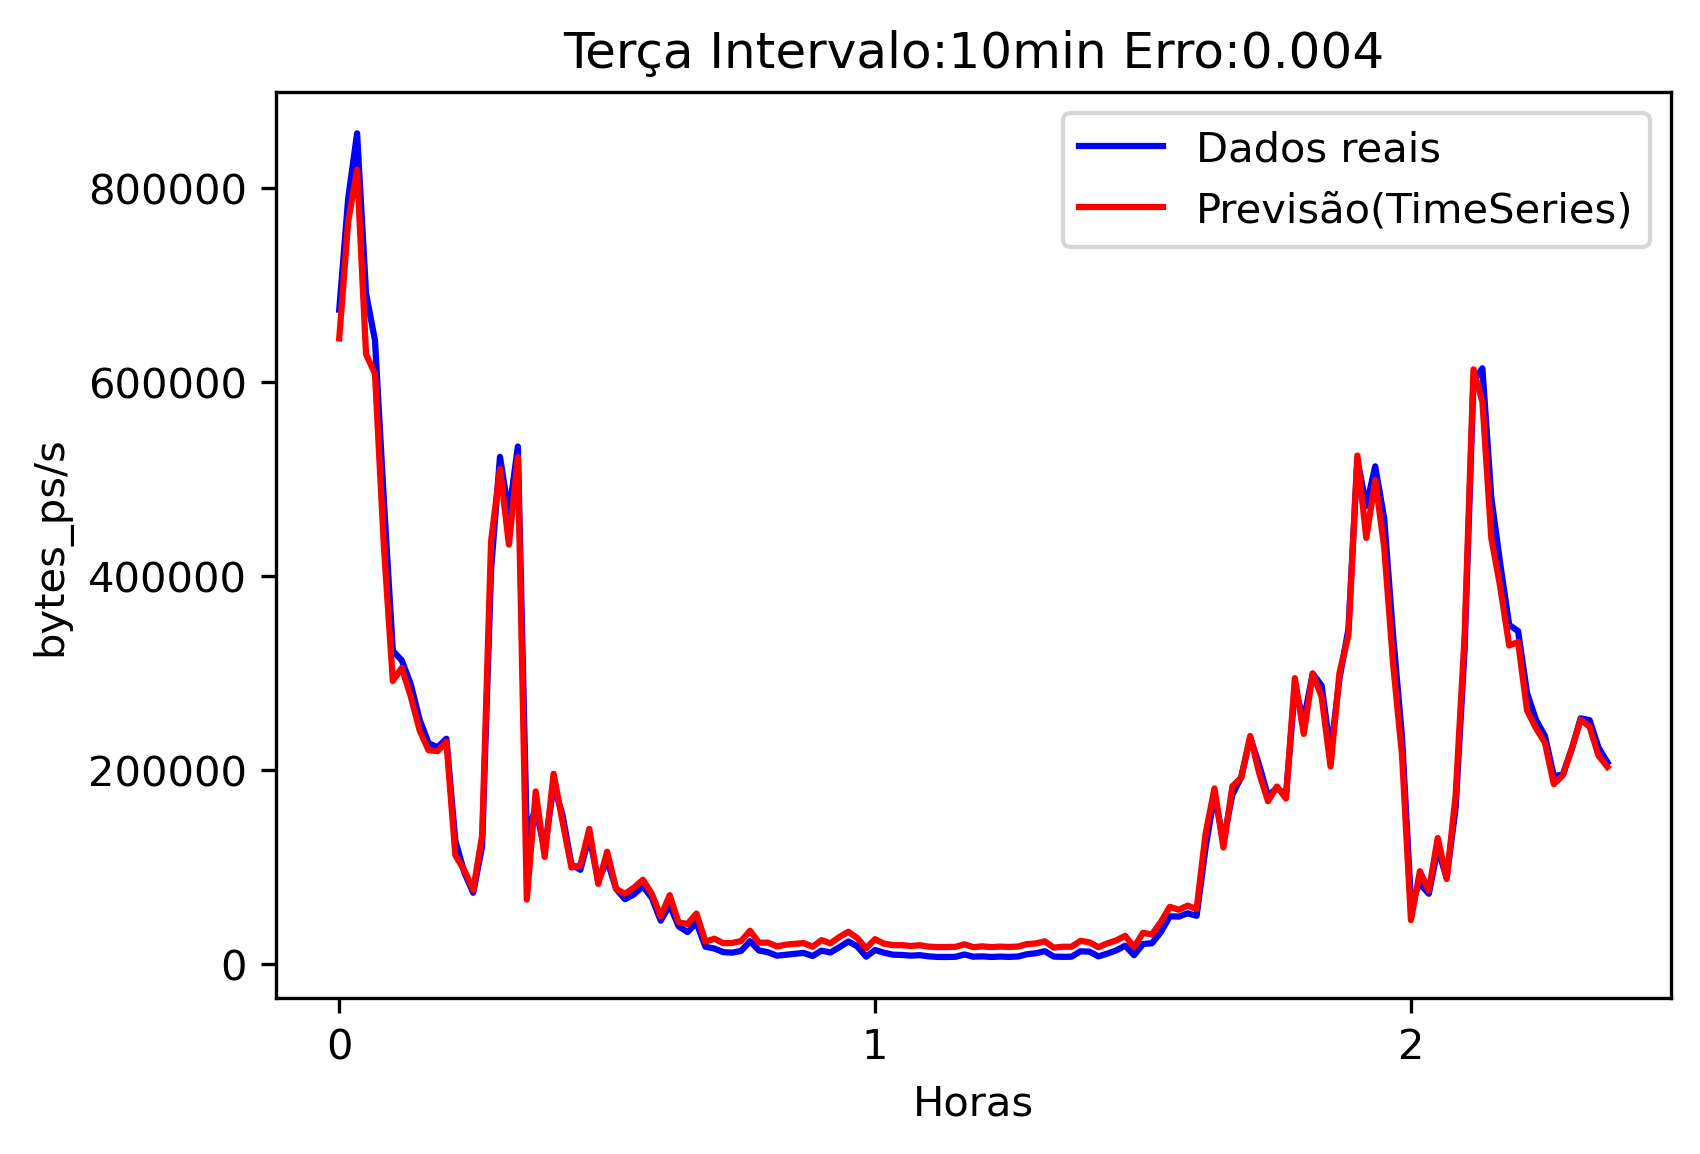 Terça Intervalo:10min Erro:0.004
Dados reais
Previsão(TimeSeries)
bytes_ps/s
800000
600000
400000
200000
0
0 1 2
Horas